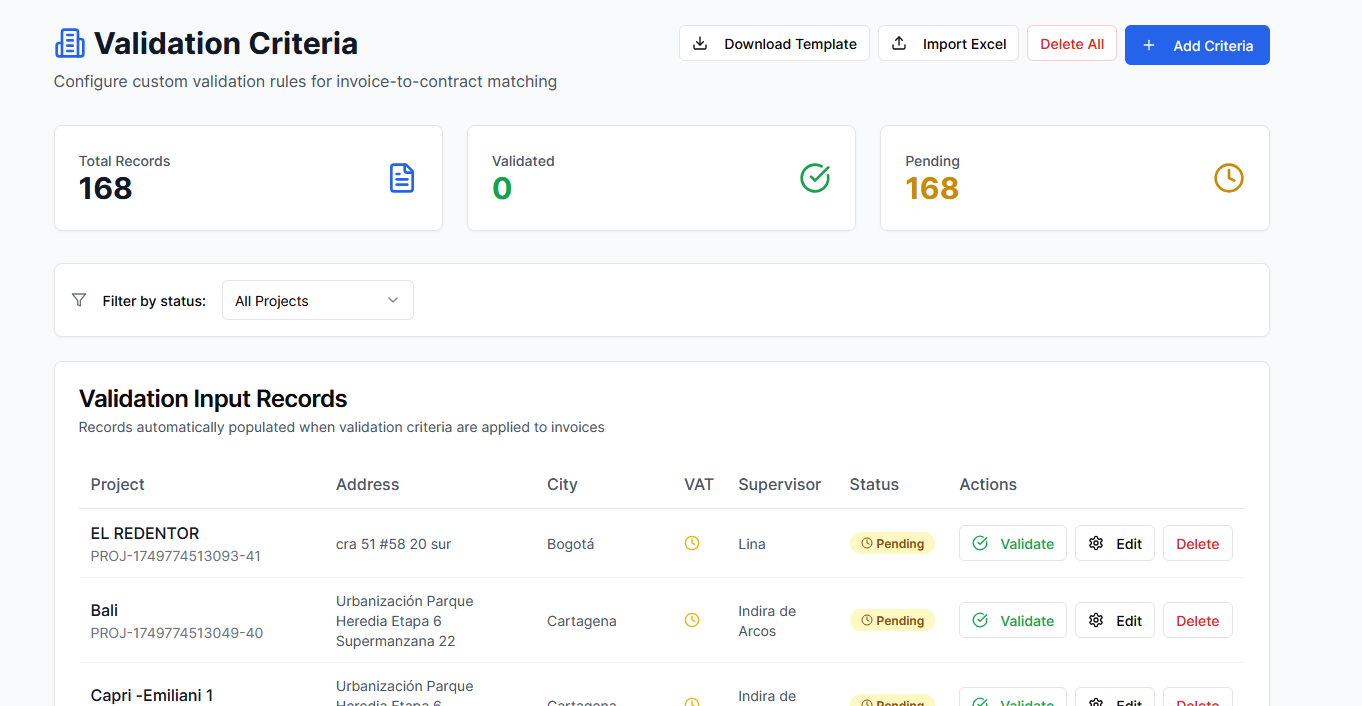 Validation Criteria
Configure custom validation rules for invoice-to-contract matching
Download Template
Import Excel
Delete All
+ Add Criteria
Total Records
168
Validated
0
Pending
168
Filter by status:
All Projects
Validation Input Records
Records automatically populated when validation criteria are applied to invoices
Project Address City VAT Supervisor Status Actions
EL REDENTOR
PROJ-1749774513093-41
cra 51 #58 20 sur
Bogotá
Lina
Pending
Validate
Edit
Delete
Bali
PROJ-1749774513049-40
Urbanización Parque
Heredia Etapa 6
Supermanzana 22
Cartagena
Indira de
Arcos
Pending
Validate
Edit
Delete
Capri -Emiliani 1
Urbanización Parque
Heredia Etapa 6
Cartagena
Indira de
Pending
Validate
Edit
Delete